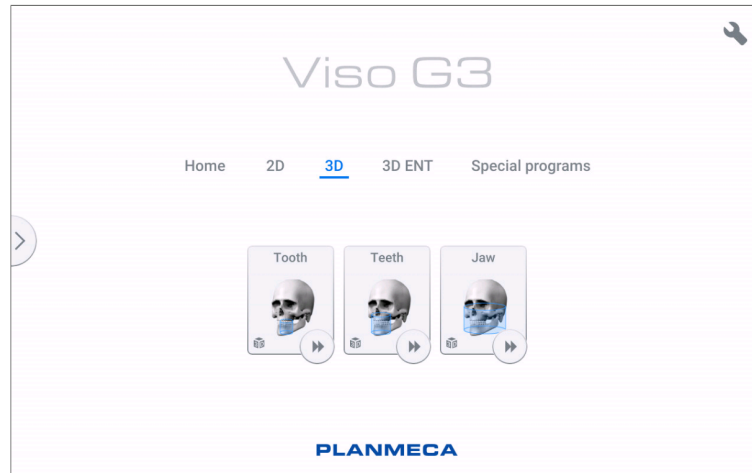 Viso G3
Home 2D 3D 3D ENT Special programs
Tooth Teeth Jaw
PLANMECA